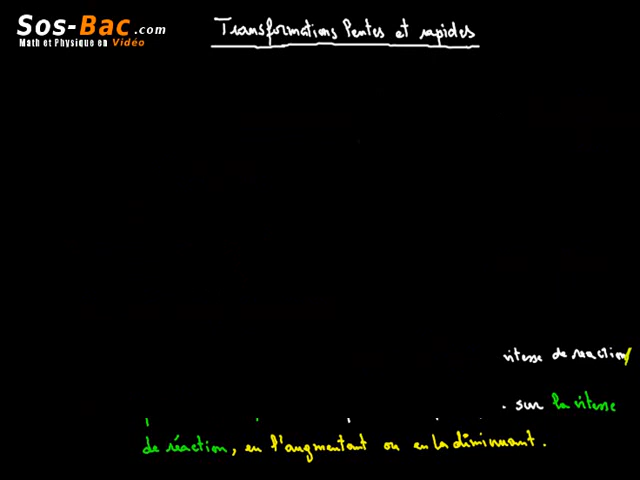 Sos-Bac.com
Math et Physique en Vidéo
Transformations lentes et rapides
vitesse de reaction
. sur la vitesse
de réaction, en l'augmentant ou en la diminuant.